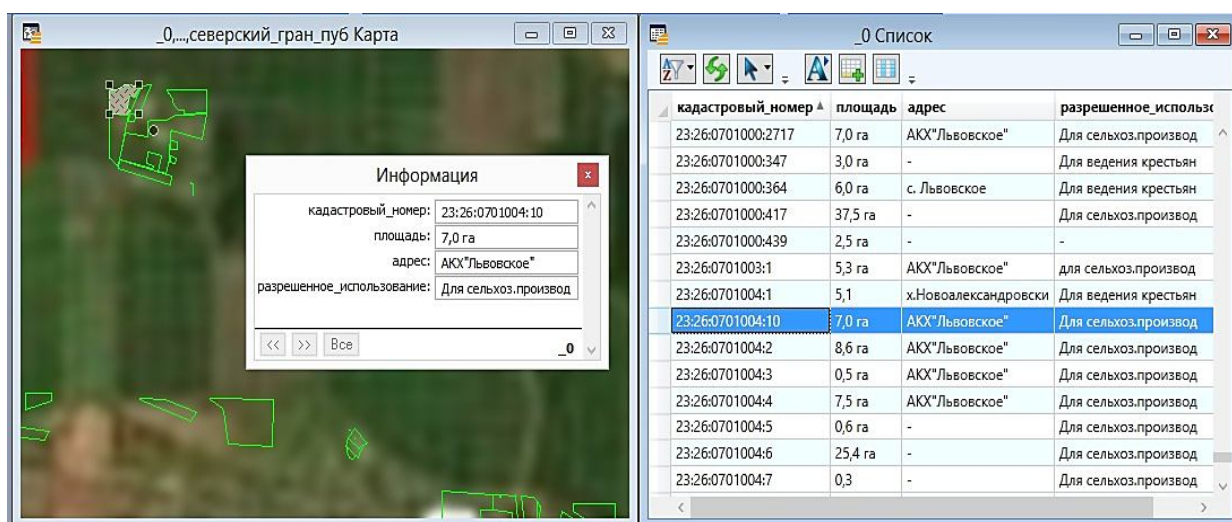 _0,...,северский_гран_пуб Карта
Информация
кадастровый_номер: 23:26:0701004:10
площадь: 7,0 га
адрес: АКХ"Львовское"
разрешенное_использование: Для сельхоз.производ
<< >> Все _0
_0 Список
кадастровый_номер площадь адрес разрешенное_использо
23:26:0701000:2717 7,0 га АКХ"Львовское" Для сельхоз.производ
23:26:0701000:347 3,0 га - Для ведения крестьян
23:26:0701000:364 6,0 га с. Львовское Для ведения крестьян
23:26:0701000:417 37,5 га - Для сельхоз.производ
23:26:0701000:439 2,5 га - -
23:26:0701003:1 5,3 га АКХ"Львовское" для сельхоз.производ
23:26:0701004:1 5,1 х.Новоалександровски Для ведения крестьян
23:26:0701004:10 7,0 га АКХ"Львовское" Для сельхоз.производ
23:26:0701004:2 8,6 га АКХ"Львовское" Для сельхоз.производ
23:26:0701004:3 0,5 га АКХ"Львовское" Для сельхоз.производ
23:26:0701004:4 7,5 га АКХ"Львовское" Для сельхоз.производ
23:26:0701004:5 0,6 га - Для сельхоз.производ
23:26:0701004:6 25,4 га - Для сельхоз.производ
23:26:0701004:7 0,3 - Для сельхоз.производ